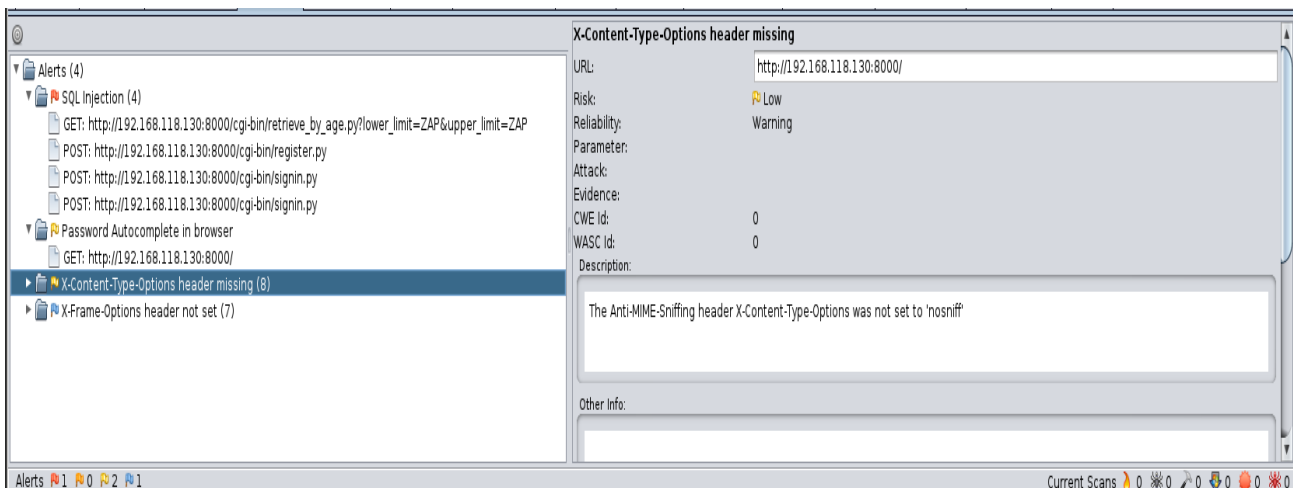 Alerts (4)
SQL Injection (4)
GET: http://192.168.118.130:8000/cgi-bin/retrieve_by_age.py?lower_limit=ZAP&upper_limit=ZAP
POST: http://192.168.118.130:8000/cgi-bin/register.py
POST: http://192.168.118.130:8000/cgi-bin/signin.py
POST: http://192.168.118.130:8000/cgi-bin/signin.py
Password Autocomplete in browser
GET: http://192.168.118.130:8000/
X-Content-Type-Options header missing (8)
X-Frame-Options header not set (7)
X-Content-Type-Options header missing
URL: http://192.168.118.130:8000/
Risk: Low
Reliability: Warning
Parameter:
Attack:
Evidence:
CWE Id: 0
WASC Id: 0
Description:
The Anti-MIME-Sniffing header X-Content-Type-Options was not set to 'nosniff'
Other Info:
Alerts 1 0 2 1
Current Scans 0 0 0 0 0 0